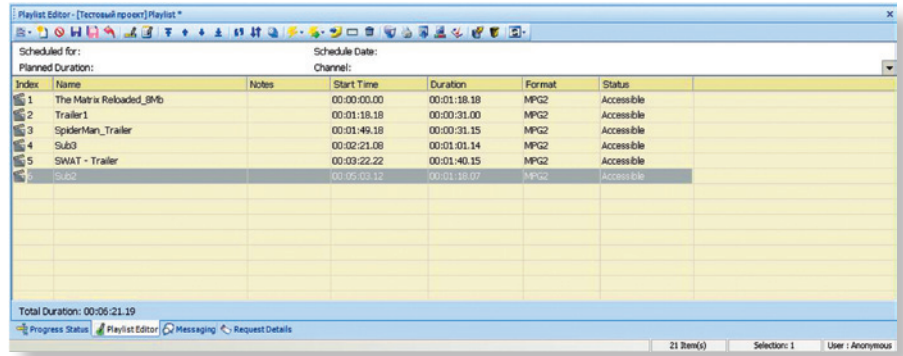 Playlist Editor - [Тестовый проект] Playlist *
Scheduled for:
Schedule Date:
Planned Duration:
Channel:
Index Name Notes Start Time Duration Format Status
1 The Matrix Reloaded_8Mb 00:00:00.00 00:01:18.18 MPG2 Accessible
2 Trailer1 00:01:18.18 00:00:31.00 MPG2 Accessible
3 SpiderMan_Trailer 00:01:49.18 00:00:31.15 MPG2 Accessible
4 Sub3 00:02:21.08 00:01:01.14 MPG2 Accessible
5 SWAT - Trailer 00:03:22.22 00:01:40.15 MPG2 Accessible
6 Sub2 00:05:03.12 00:01:18.07 MPG2 Accessible
Total Duration: 00:06:21.19
Progress Status Playlist Editor Messaging Request Details
21 Item(s) Selection: 1 User : Anonymous